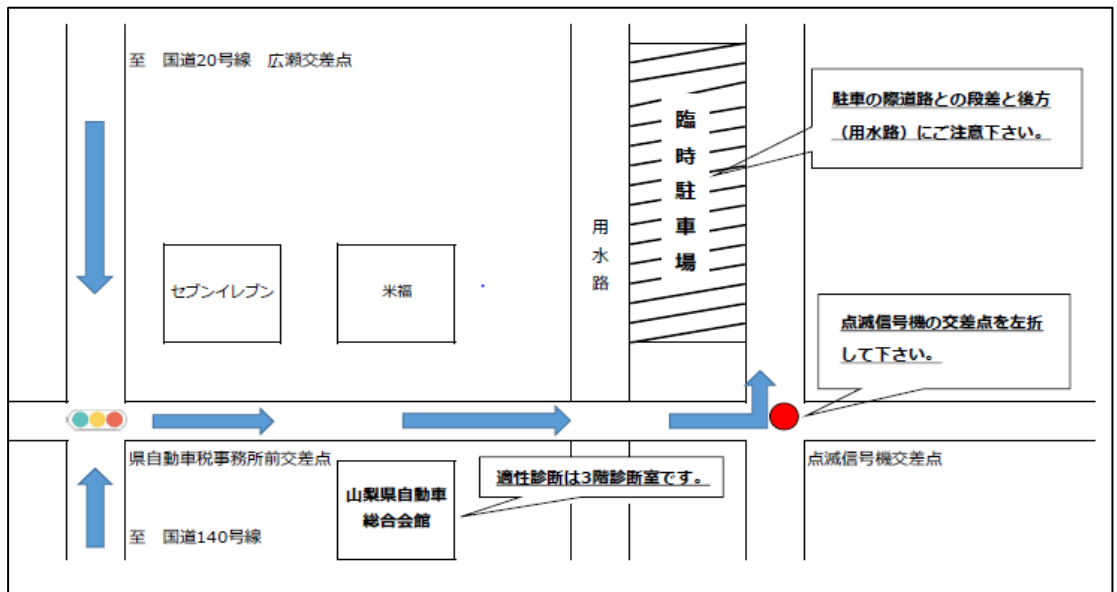 至　国道20号線　広瀬交差点
駐車の際道路との段差と後方
（用水路）にご注意下さい。
臨時駐車場
用水路
セブンイレブン
米福
点滅信号機の交差点を左折
して下さい。
県自動車税事務所前交差点
点滅信号機交差点
適性診断は3階診断室です。
山梨県自動車
総合会館
至　国道140号線